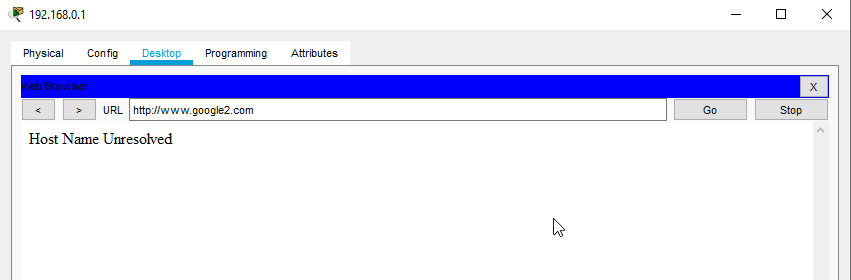 192.168.0.1
Physical Config Desktop Programming Attributes
Web Browser X
< > URL http://www.google2.com Go Stop
Host Name Unresolved